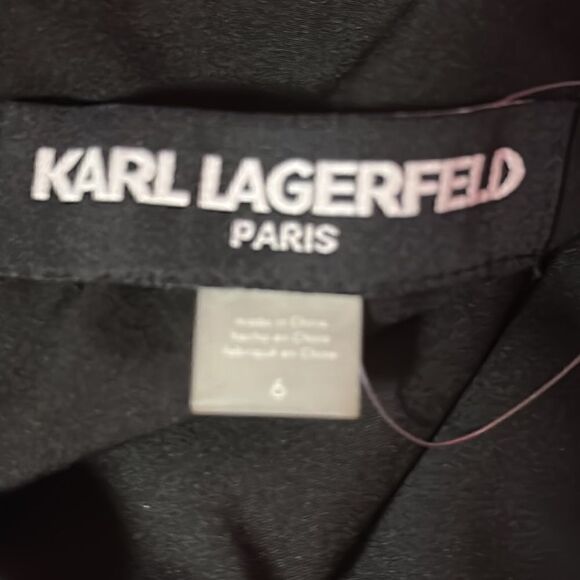 KARL LAGERFELD
PARIS
made in China
hecho en China
fabriqué en Chine
6